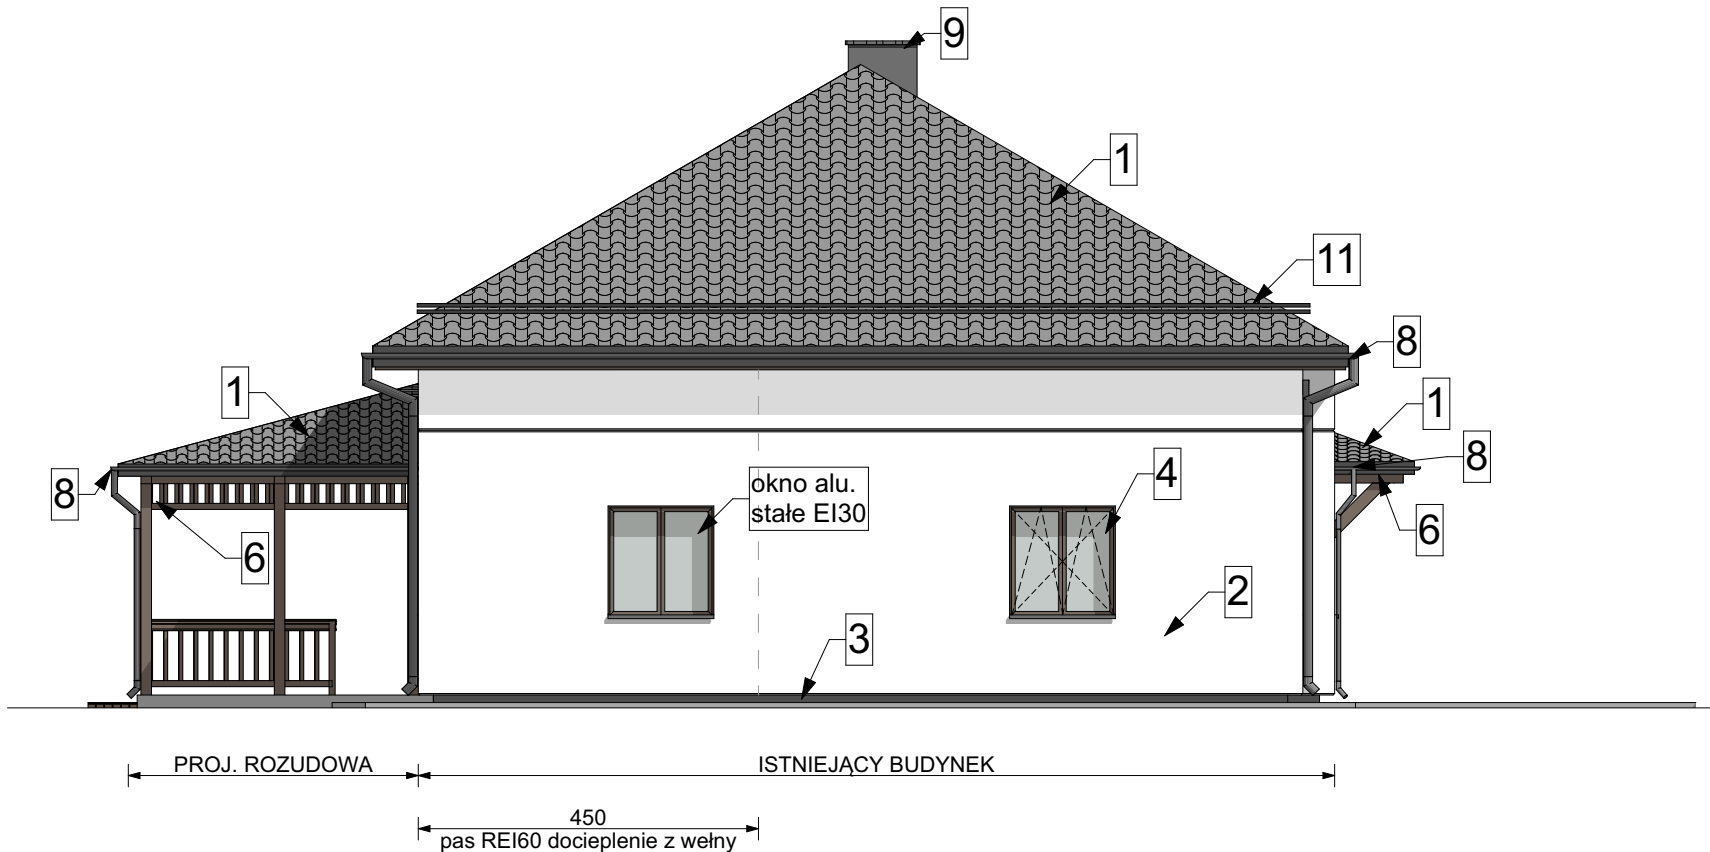 9
1
11
8
1
1
8
8
okno alu.
stałe EI30
4
6
6
2
3
PROJ. ROZUDOWA
ISTNIEJĄCY BUDYNEK
450
pas REI60 docieplenie z wełny